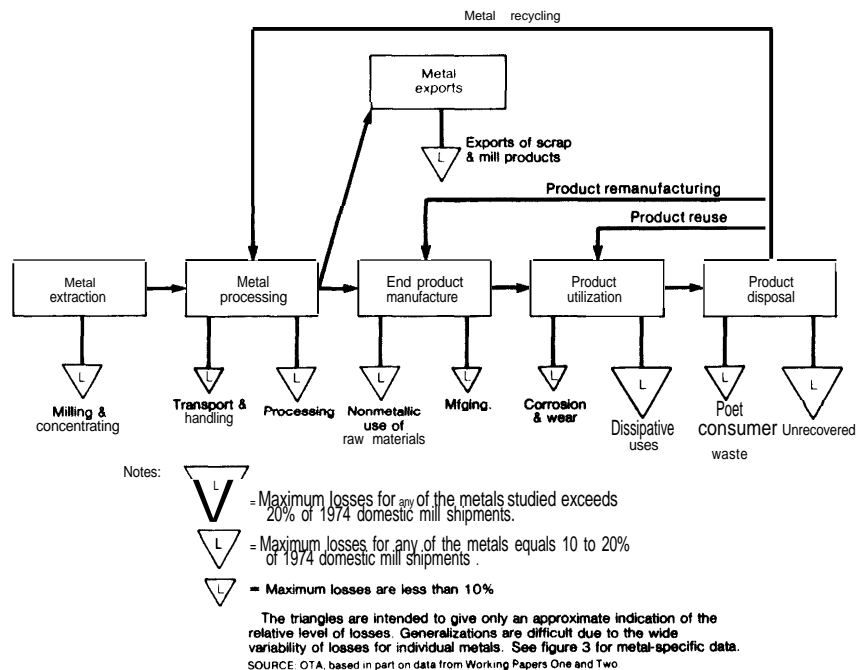 Metal recycling
Metal
exports
L
Exports of scrap
& mill products
Product remanufacturing
Product reuse
Metal
extraction
Metal
processing
End product
manufacture
Product
utilization
Product
disposal
L
L
L
L
L
L
L
L
L
Milling &
concentrating
Transport &
handling
Processing
Nonmetallic
use of
raw materials
Mfging.
Corrosion
& wear
Dissipative
uses
Poet
consumer
waste
Unrecovered
Notes:
L
= Maximum losses for any of the metals studied exceeds
20% of 1974 domestic mill shipments.
L
= Maximum losses for any of the metals equals 10 to 20%
of 1974 domestic mill shipments .
L
= Maximum losses are less than 10%
The triangles are intended to give only an approximate indication of the
relative level of losses. Generalizations are difficult due to the wide
variability of losses for individual metals. See figure 3 for metal-specific data.
SOURCE: OTA, based in part on data from Working Papers One and Two